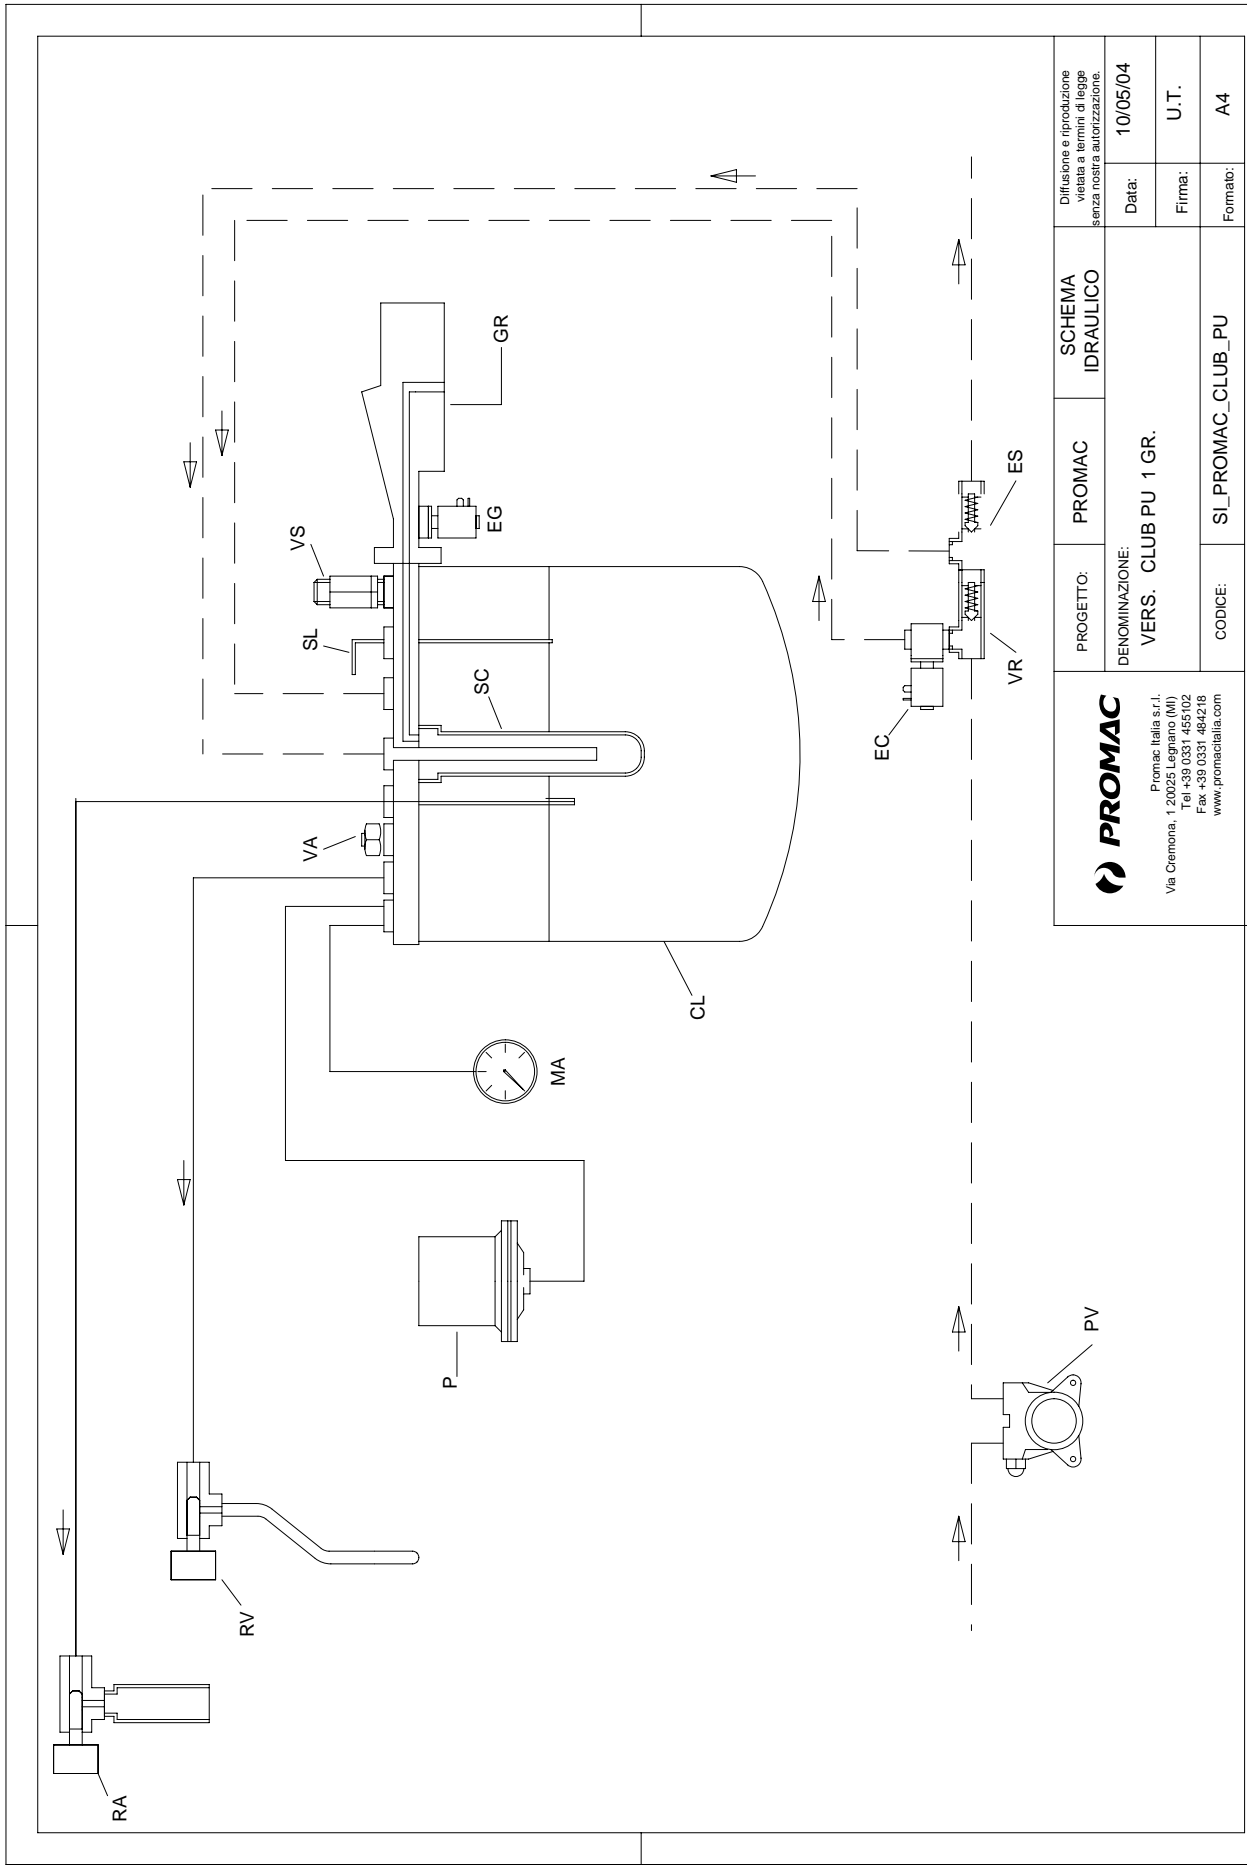 RA
RV
P
PV
MA
CL
VA
SC
SL
VS
EG
GR
EC
VR
ES
PROMAC
Promac Italia s.r.l.
Via Cremona, 1 20025 Legnano (MI)
Tel +39 0331 455102
Fax +39 0331 484218
www.promacitalia.com
PROGETTO:
PROMAC
SCHEMA
IDRAULICO
Diffusione e riproduzione
vietata a termini di legge
senza nostra autorizzazione.
DENOMINAZIONE:
VERS. CLUB PU 1 GR.
Data:
10/05/04
Firma:
U.T.
CODICE:
SI_PROMAC_CLUB_PU
Formato:
A4